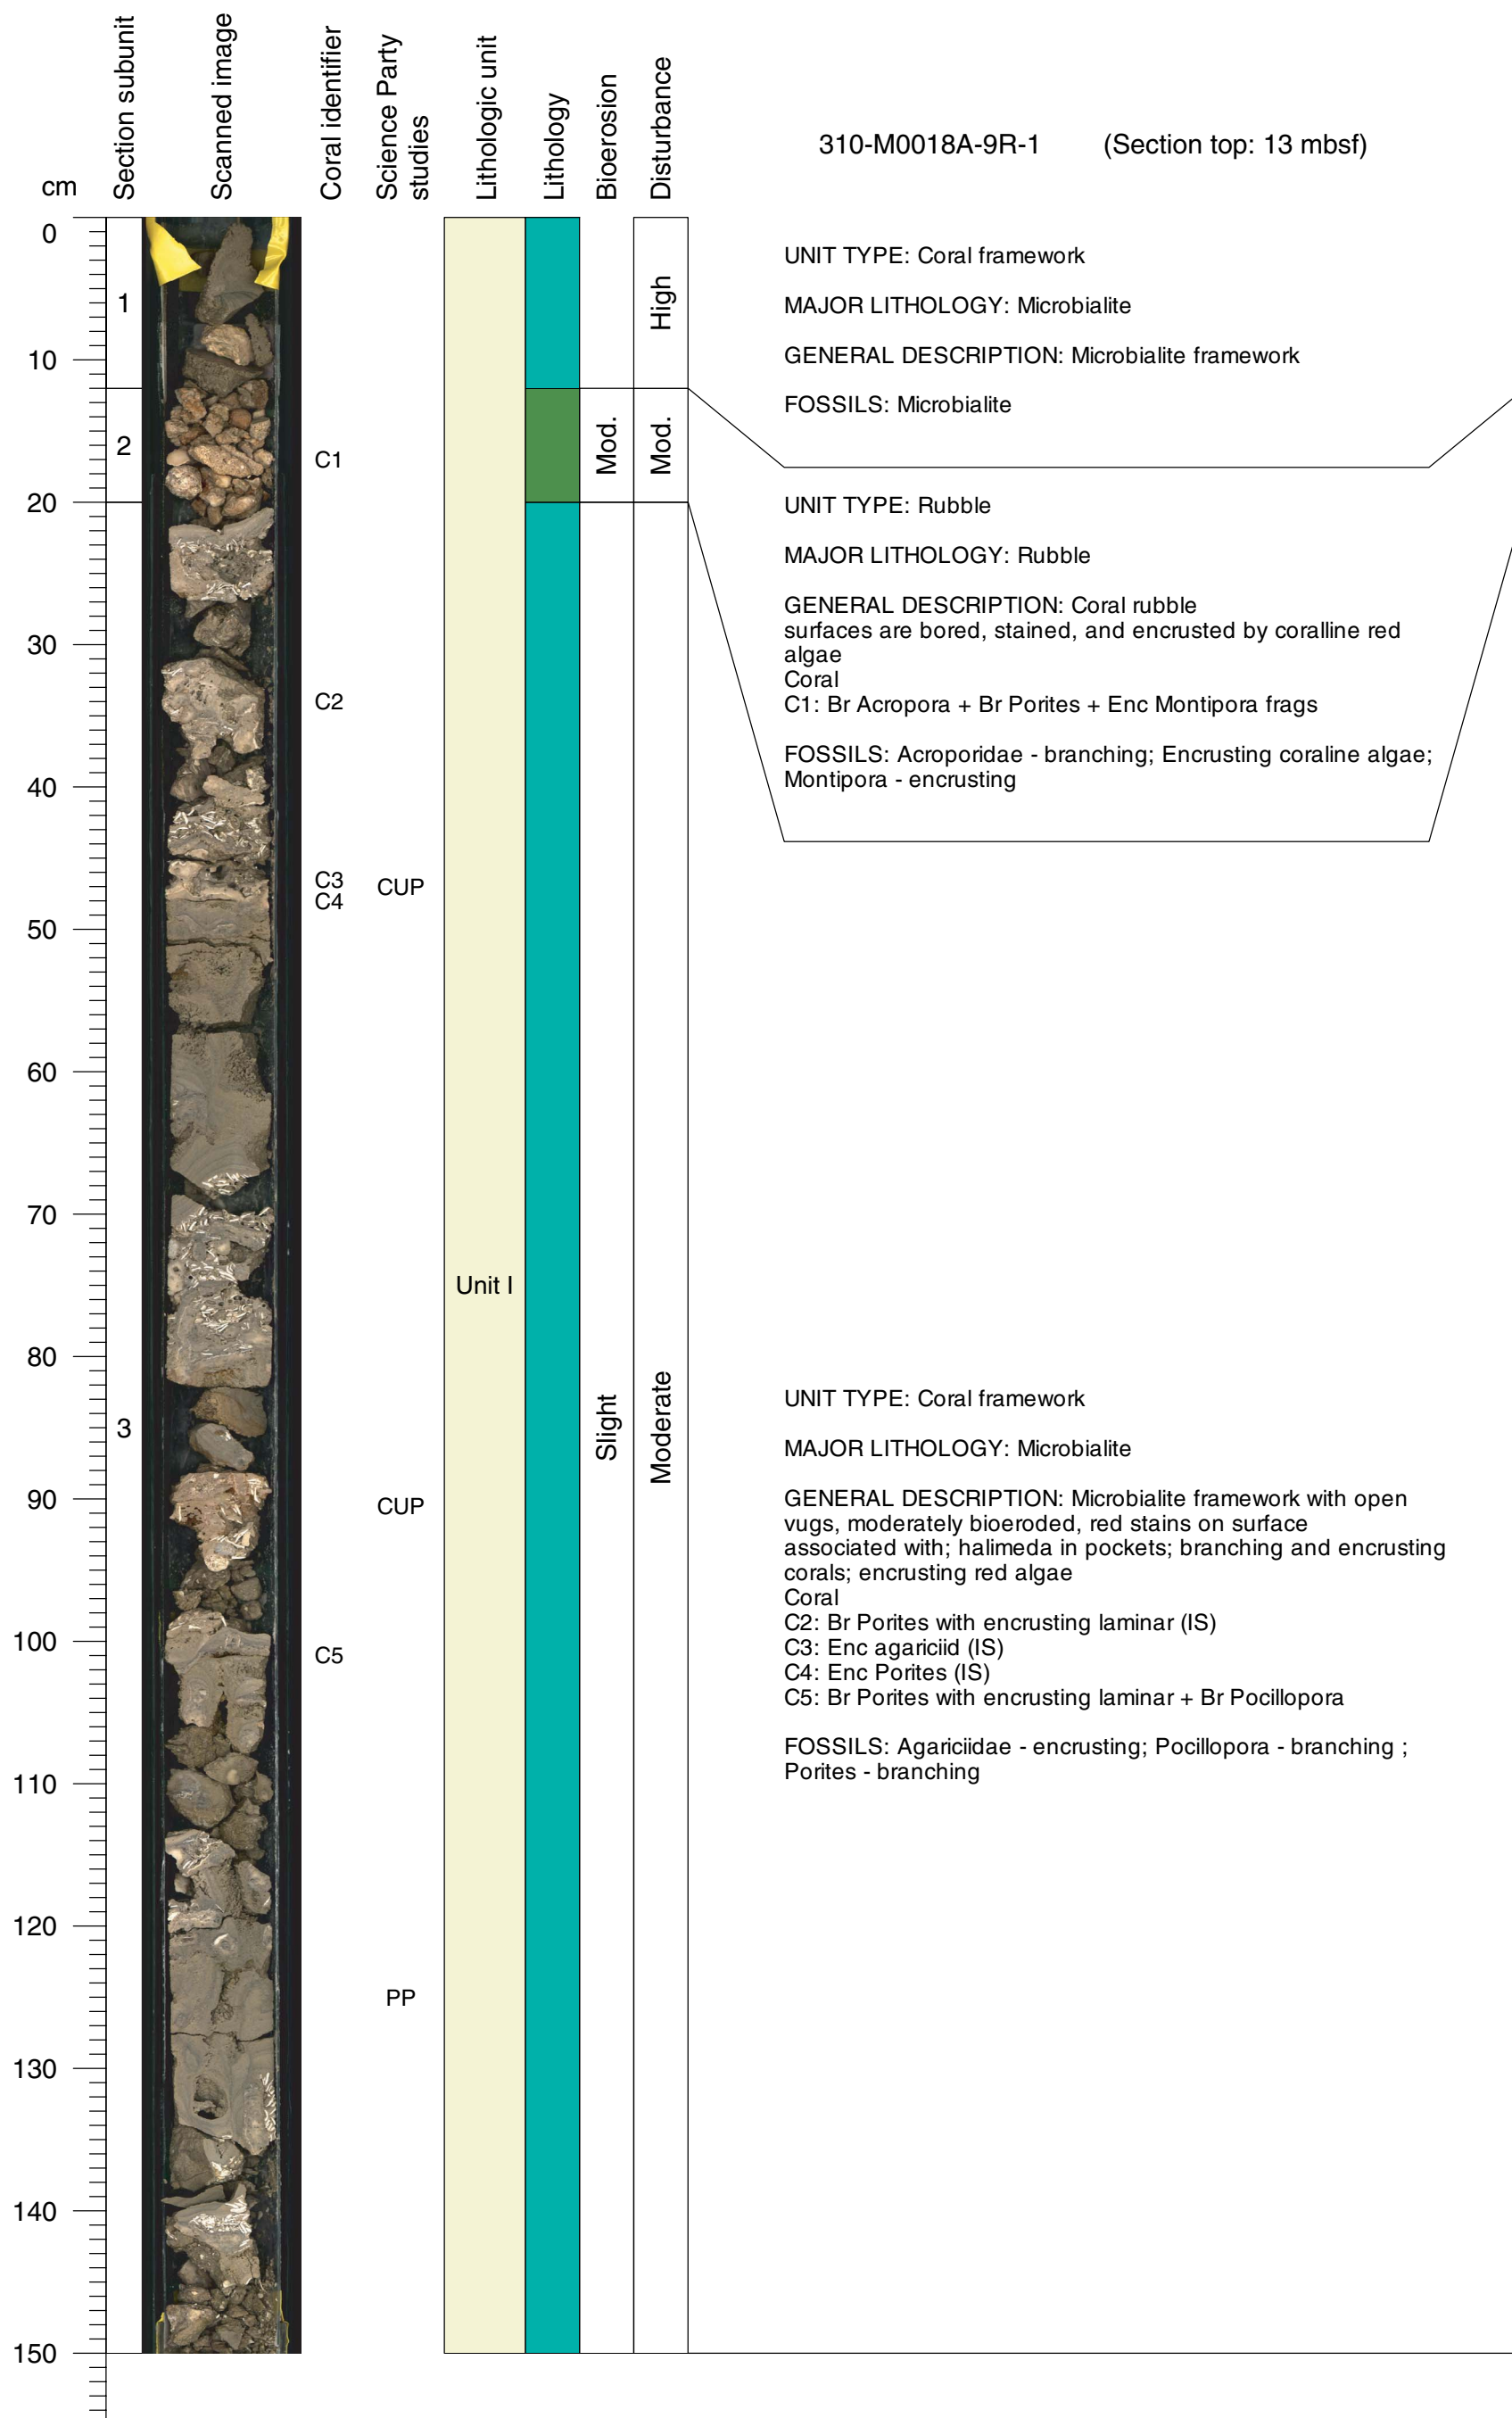 Section subunit
Scanned image
Coral identifier
Science Party
studies
Lithologic unit
Lithology
Bioerosion
Disturbance
310-M0018A-9R-1 (Section top: 13 mbsf)
cm
0
10
20
30
40
50
60
70
80
90
100
110
120
130
140
150
1
2
3
C1
C2
C3
C4
C5
CUP
CUP
PP
Unit I
Mod.
Slight
High
Mod.
Moderate
UNIT TYPE: Coral framework
MAJOR LITHOLOGY: Microbialite
GENERAL DESCRIPTION: Microbialite framework
FOSSILS: Microbialite
UNIT TYPE: Rubble
MAJOR LITHOLOGY: Rubble
GENERAL DESCRIPTION: Coral rubble
surfaces are bored, stained, and encrusted by coralline red
algae
Coral
C1: Br Acropora + Br Porites + Enc Montipora frags
FOSSILS: Acroporidae - branching; Encrusting coraline algae;
Montipora - encrusting
UNIT TYPE: Coral framework
MAJOR LITHOLOGY: Microbialite
GENERAL DESCRIPTION: Microbialite framework with open
vugs, moderately bioeroded, red stains on surface
associated with; halimeda in pockets; branching and encrusting
corals; encrusting red algae
Coral
C2: Br Porites with encrusting laminar (IS)
C3: Enc agariciid (IS)
C4: Enc Porites (IS)
C5: Br Porites with encrusting laminar + Br Pocillopora
FOSSILS: Agariciidae - encrusting; Pocillopora - branching ;
Porites - branching